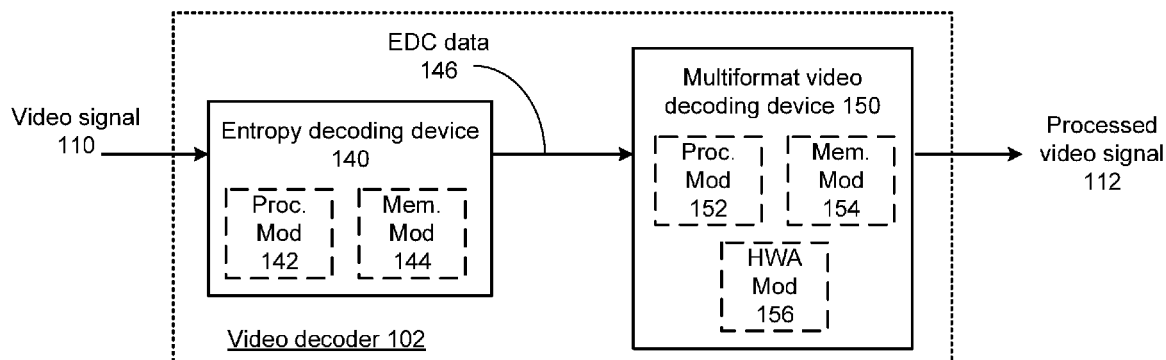 Video signal
110
Entropy decoding device
140
Proc.
Mod
142
Mem.
Mod
144
EDC data
146
Multiformat video
decoding device 150
Proc.
Mod
152
Mem.
Mod
154
HWA
Mod
156
Processed
video signal
112
Video decoder 102